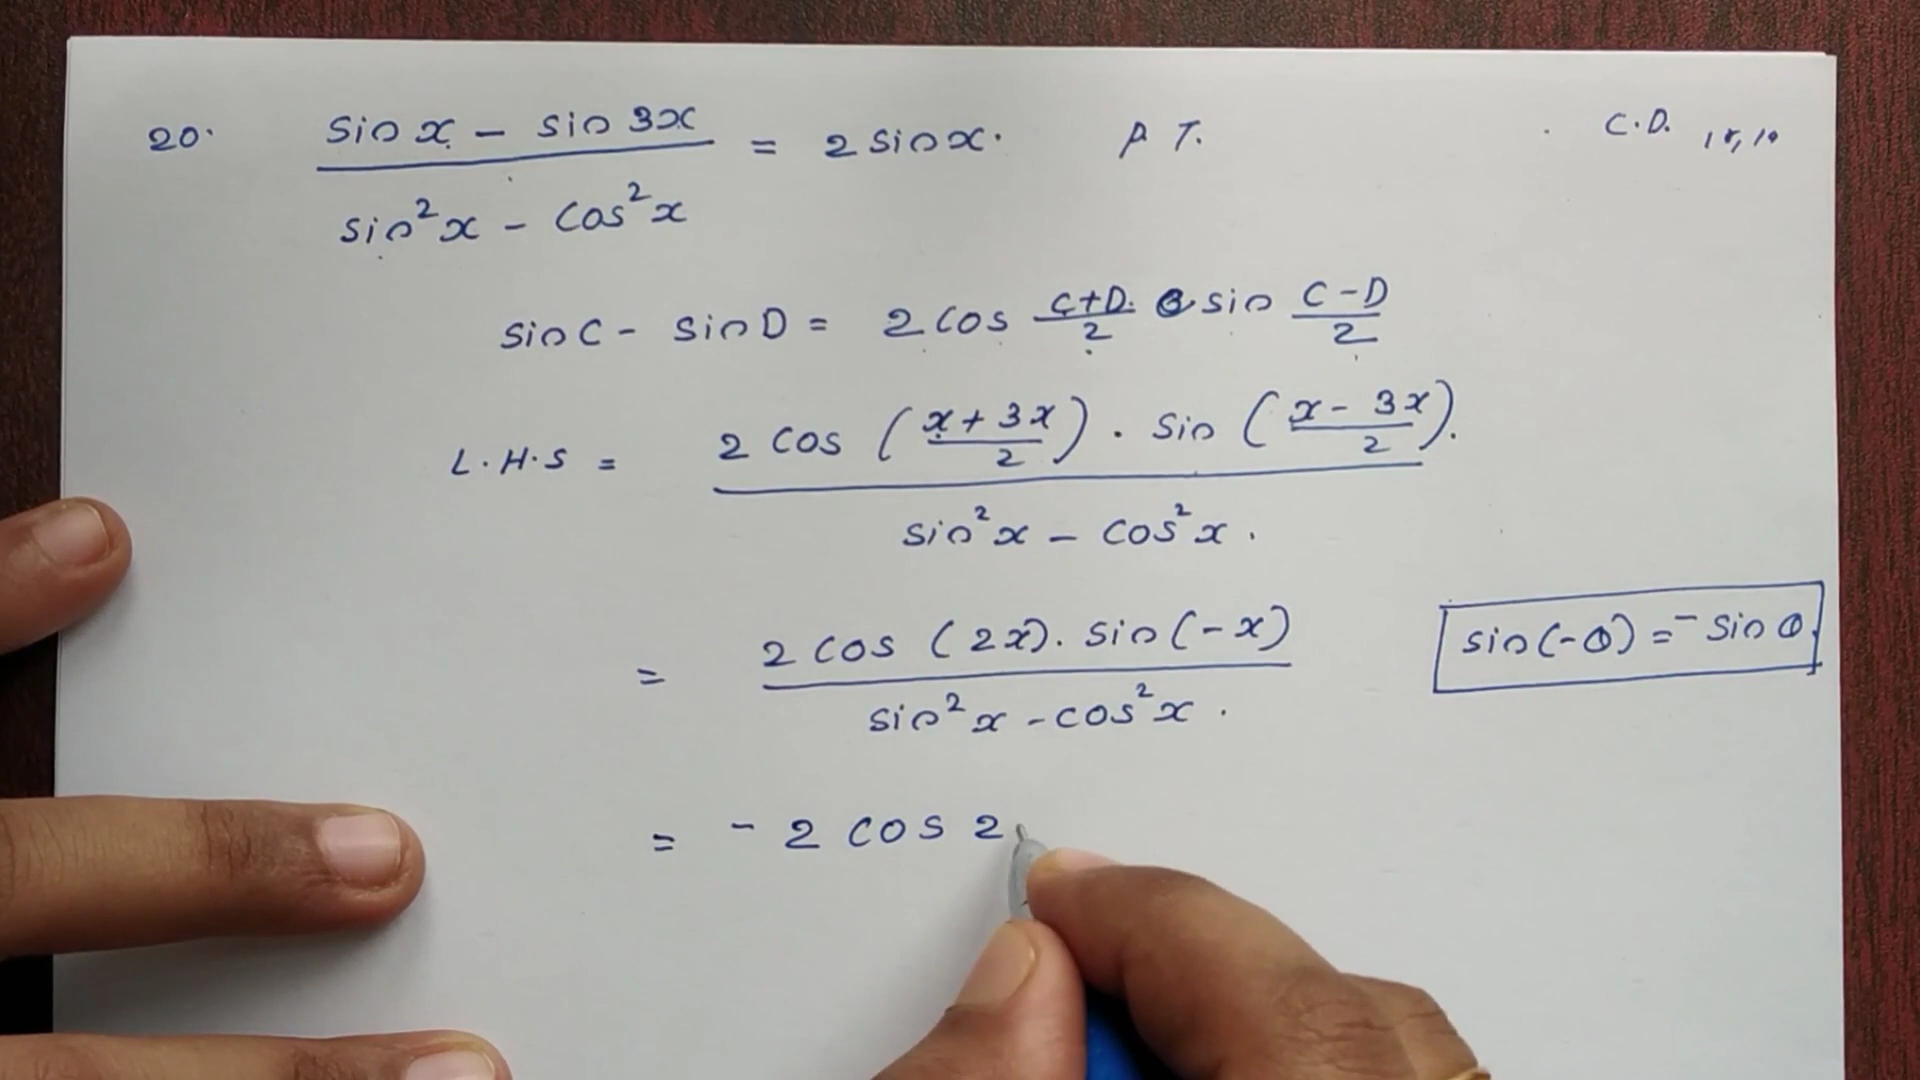 20. sin x - sin 3x / sin²x - cos²x = 2 sin x. P T. C.D.
sin C - sin D = 2 cos C+D/2 sin C-D/2
L.H.S = 2 cos (x+3x/2) . sin (x-3x/2) / sin²x - cos²x.
= 2 cos (2x). sin(-x) / sin²x - cos²x.
sin(-θ) = - sin θ.
= - 2 cos 2